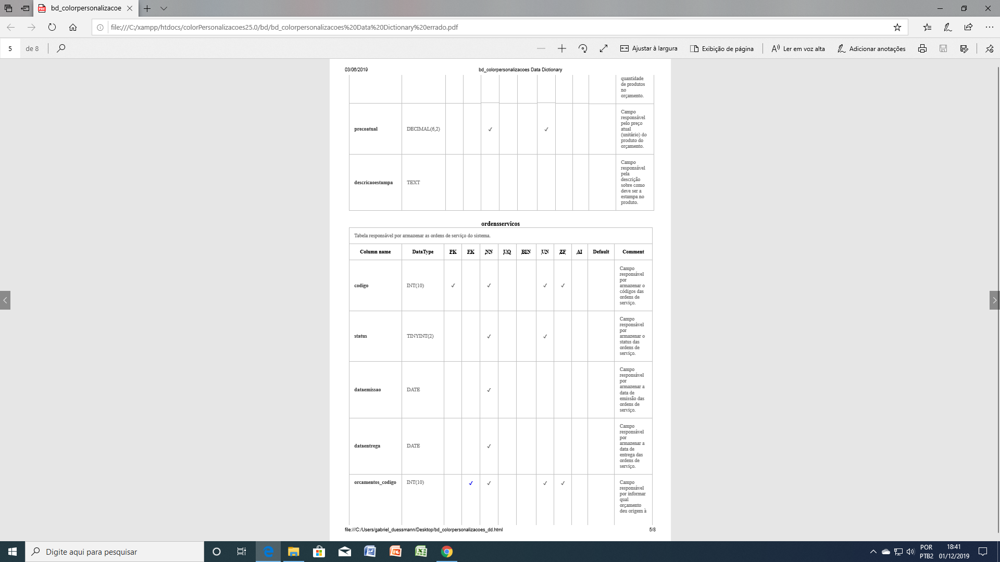 bd_colorpersonalizacoe
file:///C:/xampp/htdocs/colorPersonalizacoes25.0/bd/bd_colorpersonalizacoes%20Data%20Dictionary%20errado.pdf
5 de 8
Ajustar à largura
Exibição de página
Ler em voz alta
Adicionar anotações
03/06/2019 bd_colorpersonalizacoes Data Dictionary
quantidade
de produtos
no
orçamento.
precoatual DECIMAL(6,2) ✓ ✓
Campo
responsável
pelo preço
atual
(unitário) do
produto do
orçamento.
descricaoestampa TEXT
Campo
responsável
pela
descrição
sobre como
deve ser a
estampa no
produto.
ordensservicos
Tabela responsável por armazenar as ordens de serviço do sistema.
Column name DataType PK FK NN UQ BIN UN ZF AI Default Comment
codigo INT(10) ✓ ✓ ✓ ✓
Campo
responsável
por
armazenar o
códigos das
ordens de
serviço.
status TINYINT(2) ✓ ✓
Campo
responsável
por
armazenar o
status das
ordens de
serviço.
dataemissao DATE ✓
Campo
responsável
por
armazenar a
data de
emissão das
ordens de
serviço.
dataentrega DATE ✓
Campo
responsável
por
armazenar a
data de
entrega das
ordens de
serviço.
orcamentos_codigo INT(10) ✓ ✓ ✓ ✓
Campo
responsável
por informar
qual
orçamento
deu origem à
file:///C:/Users/gabriel_duessmann/Desktop/bd_colorpersonalizacoes_dd.html 5/8
Digite aqui para pesquisar
POR
PTB2
18:41
01/12/2019